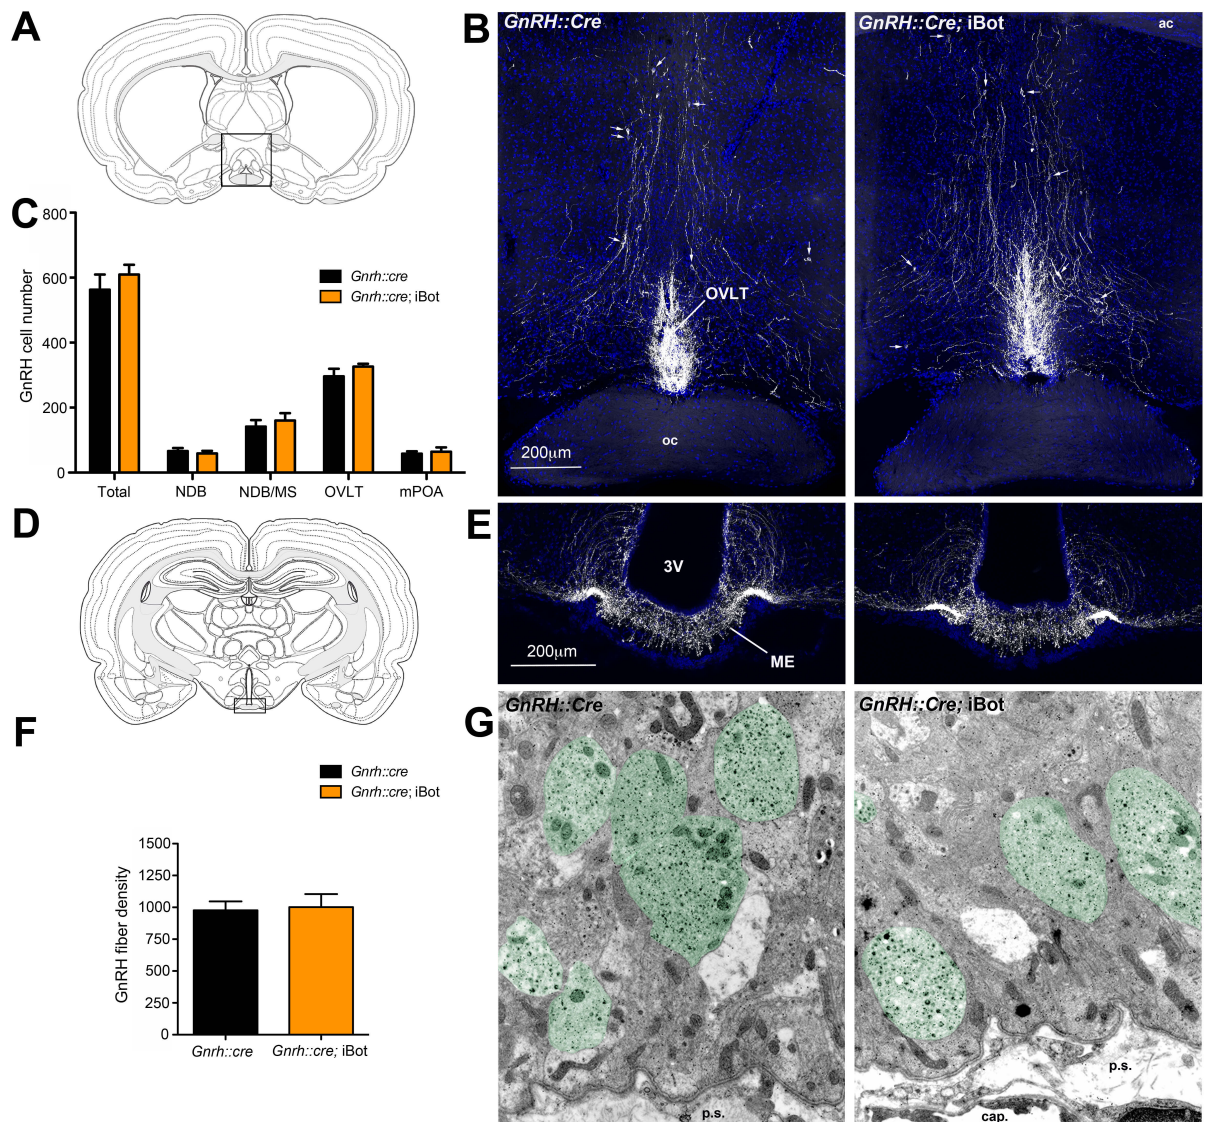 A
B
GnRH::Cre
GnRH::Cre; iBot
ac
OVLT
oc
200μm
C
GnRH cell number
800
600
400
200
0
Gnrh::cre
Gnrh::cre; iBot
Total
NDB
NDB/MS
OVLT
mPOA
D
E
3V
ME
200μm
F
Gnrh::cre
Gnrh::cre; iBot
GnRH fiber density
1500
1250
1000
750
500
250
0
Gnrh::cre
Gnrh::cre; iBot
G
GnRH::Cre
GnRH::Cre; iBot
p.s.
p.s.
cap.